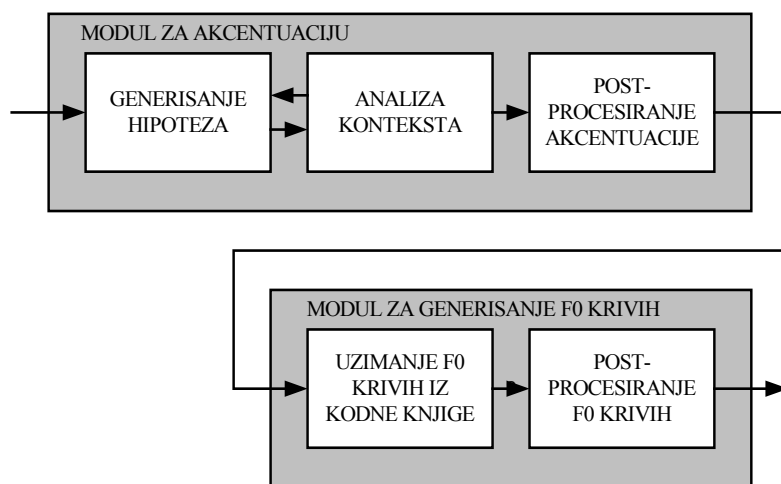 MODUL ZA AKCENTUACIJU
GENERISANJE
HIPOTEZA
ANALIZA
KONTEKSTA
POST-
PROCESIRANJE
AKCENTUACIJE
MODUL ZA GENERISANJE F0 KRIVIH
UZIMANJE F0
KRIVIH IZ
KODNE KNJIGE
POST-
PROCESIRANJE
F0 KRIVIH